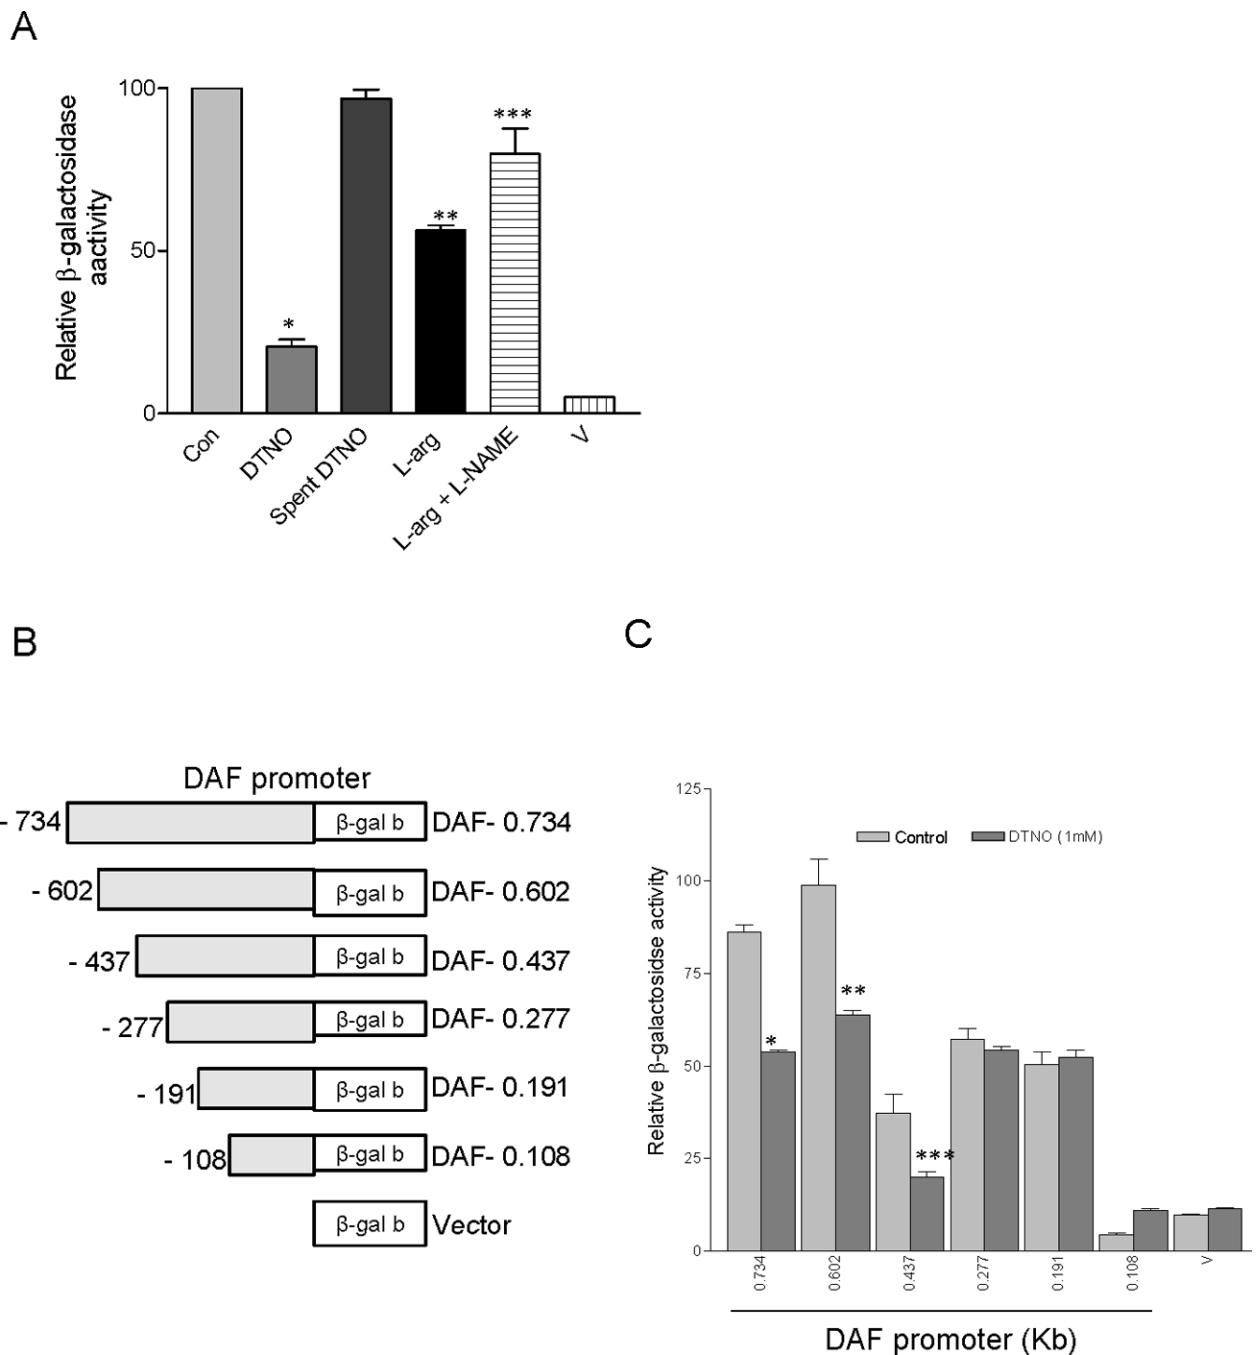 A
Relative β-galactosidase
aactivity
100
50
0
*
**
***
Con
DTNO
Spent DTNO
L-arg
L-arg + L-NAME
V
B
DAF promoter
- 734 β-gal b DAF- 0.734
- 602 β-gal b DAF- 0.602
- 437 β-gal b DAF- 0.437
- 277 β-gal b DAF- 0.277
- 191 β-gal b DAF- 0.191
- 108 β-gal b DAF- 0.108
β-gal b Vector
C
Relative β-galactosidse activity
125
100
75
50
25
0
Control DTNO (1mM)
*
**
***
0.734
0.602
0.437
0.277
0.191
0.108
V
DAF promoter (Kb)